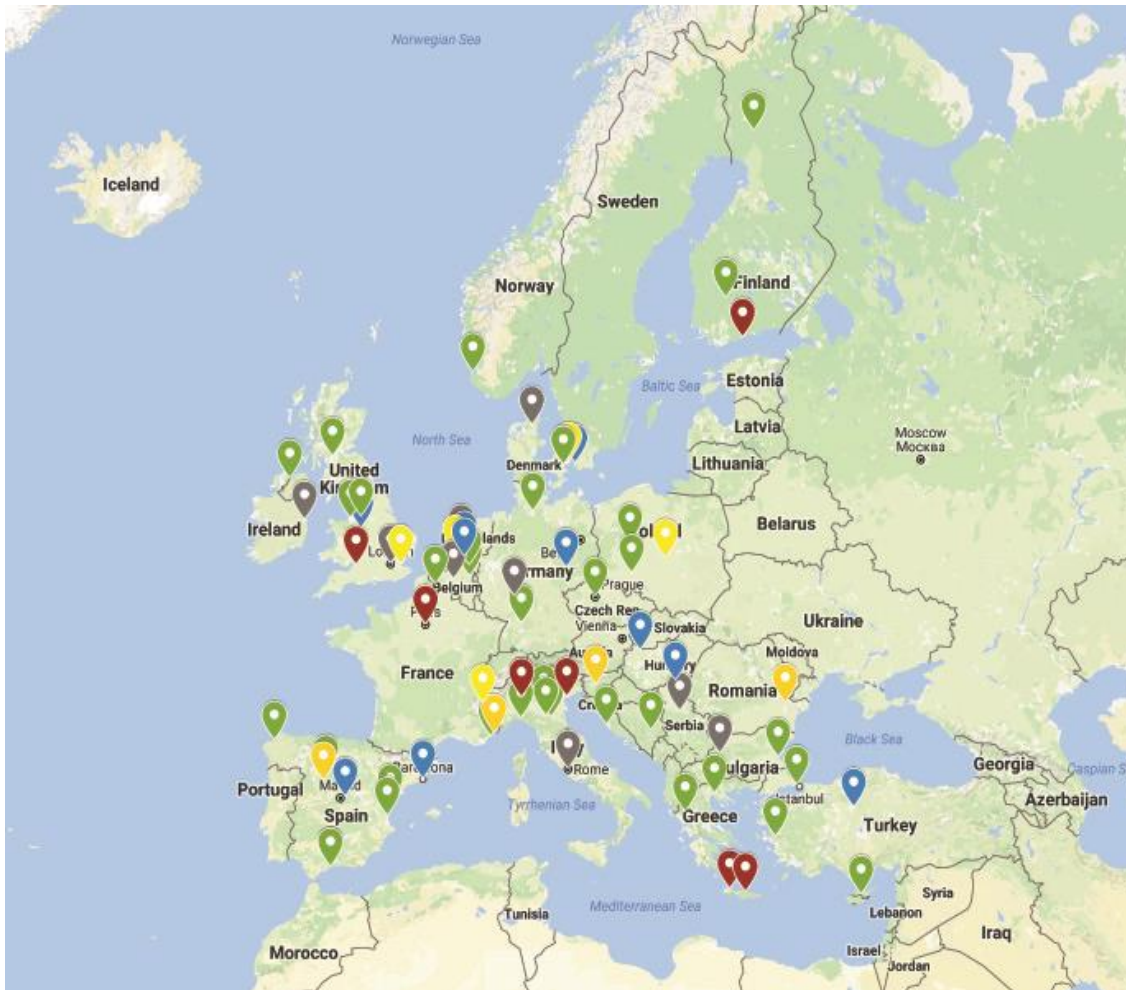 Norwegian Sea
Iceland
Sweden
Finland
Norway
Estonia
Baltic Sea
Latvia
Moscow
Москва
North Sea
Denmark
Lithuania
United
Kingdom
Ireland
Belarus
Belgium
Prague
Czech Rep.
Vienna
Slovakia
Ukraine
Moldova
France
Romania
Serbia
Black Sea
Rome
Portugal
Spain
Tyrrhenian Sea
Greece
Istanbul
Turkey
Georgia
Caspian S
Azerbaijan
Mediterranean Sea
Tunisia
Syria
Lebanon
Iraq
Morocco
Israel
Jordan